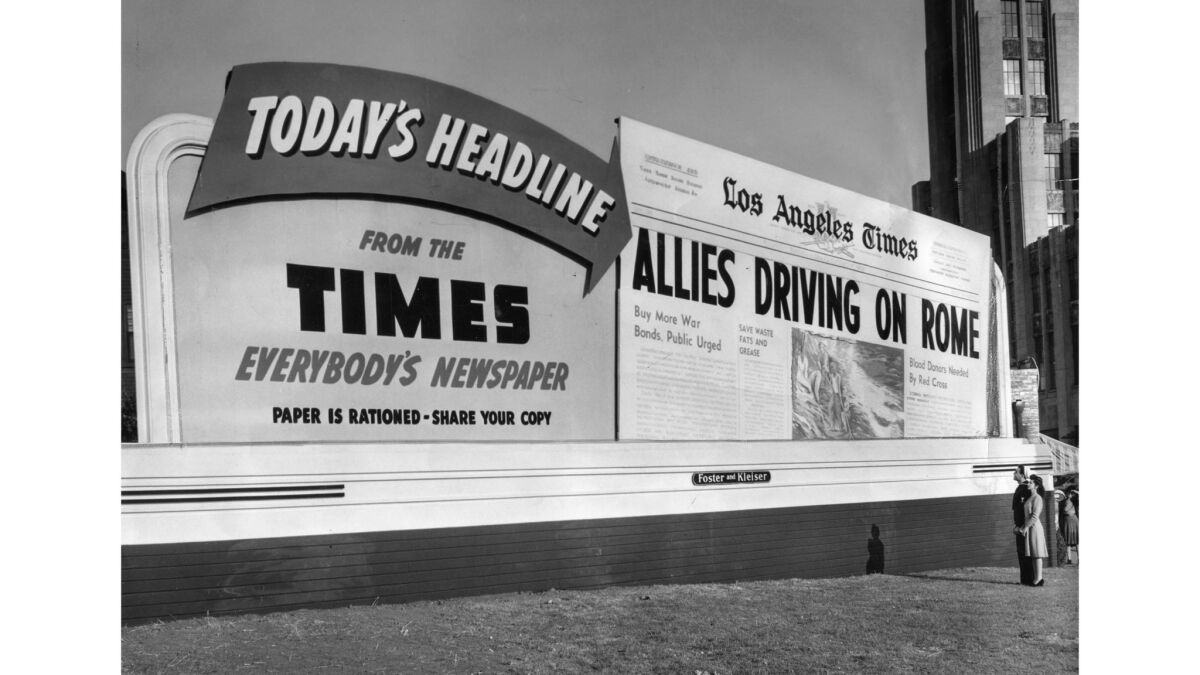 TODAY'S HEADLINE
FROM THE
TIMES
EVERYBODY'S NEWSPAPER
PAPER IS RATIONED - SHARE YOUR COPY
Los Angeles Times
ALLIES DRIVING ON ROME
Buy More War
Bonds, Public Urged
SAVE WASTE
FATS AND
GREASE
Blood Donors Needed
By Red Cross
Foster and Kleiser